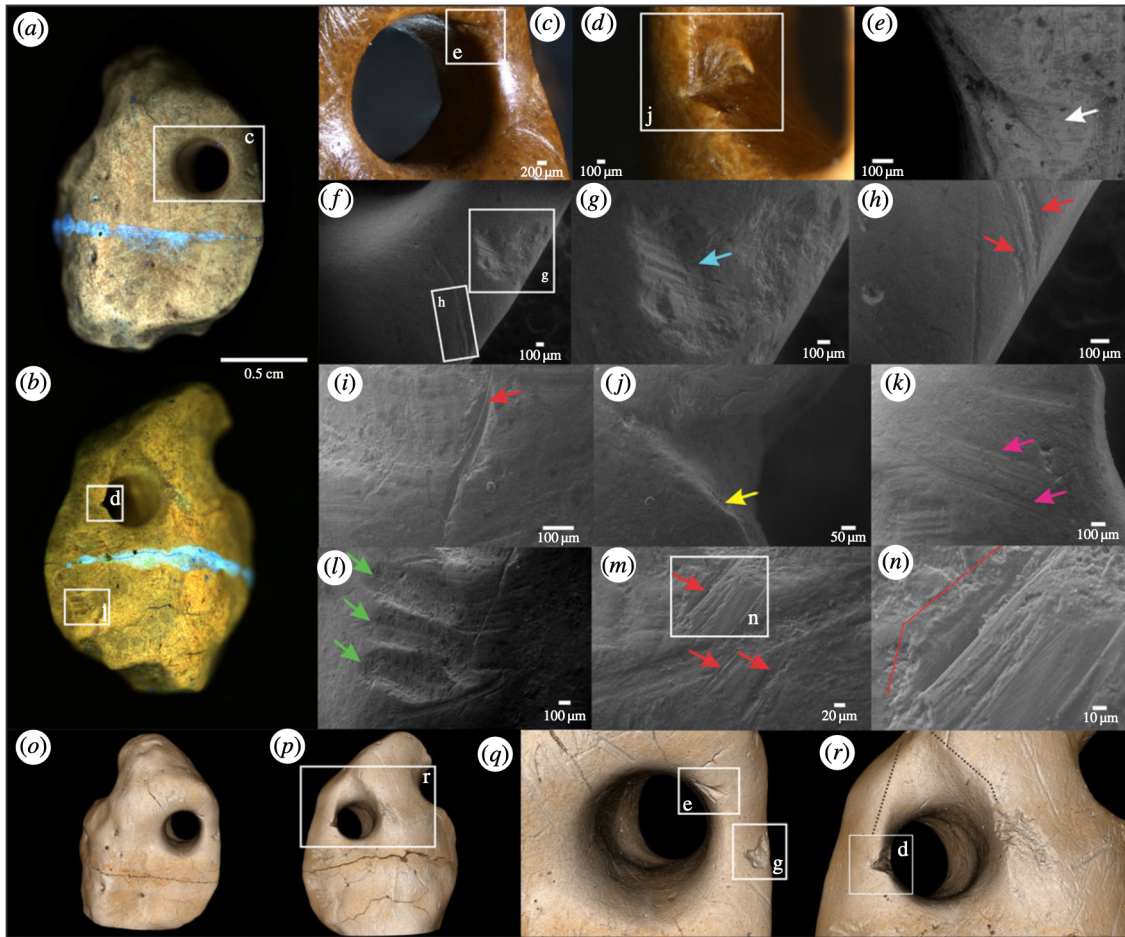 (a)
c
0.5 cm
(b)
d
l
(c)
e
200 µm
(d)
j
100 µm
(e)
100 µm
(f)
g
h
100 µm
(g)
100 µm
(h)
100 µm
(i)
100 µm
(j)
50 µm
(k)
100 µm
(l)
100 µm
(m)
n
20 µm
(n)
10 µm
(o)
(p)
r
(q)
e
g
(r)
d